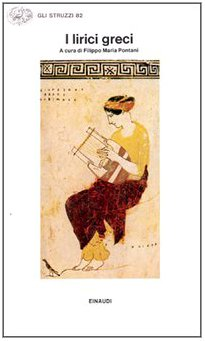 GLI STRUZZI 82
I lirici greci
A cura di Filippo Maria Pontani
EINAUDI